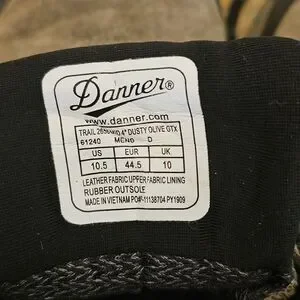 Danner®
www.danner.com
TRAIL 2650 MID 4" DUSTY OLIVE GTX
61240 MENS D
US EUR UK
10.5 44.5 10
LEATHER/FABRIC UPPER/FABRIC LINING
RUBBER OUTSOLE
MADE IN VIETNAM PO#-11138704 PY1909